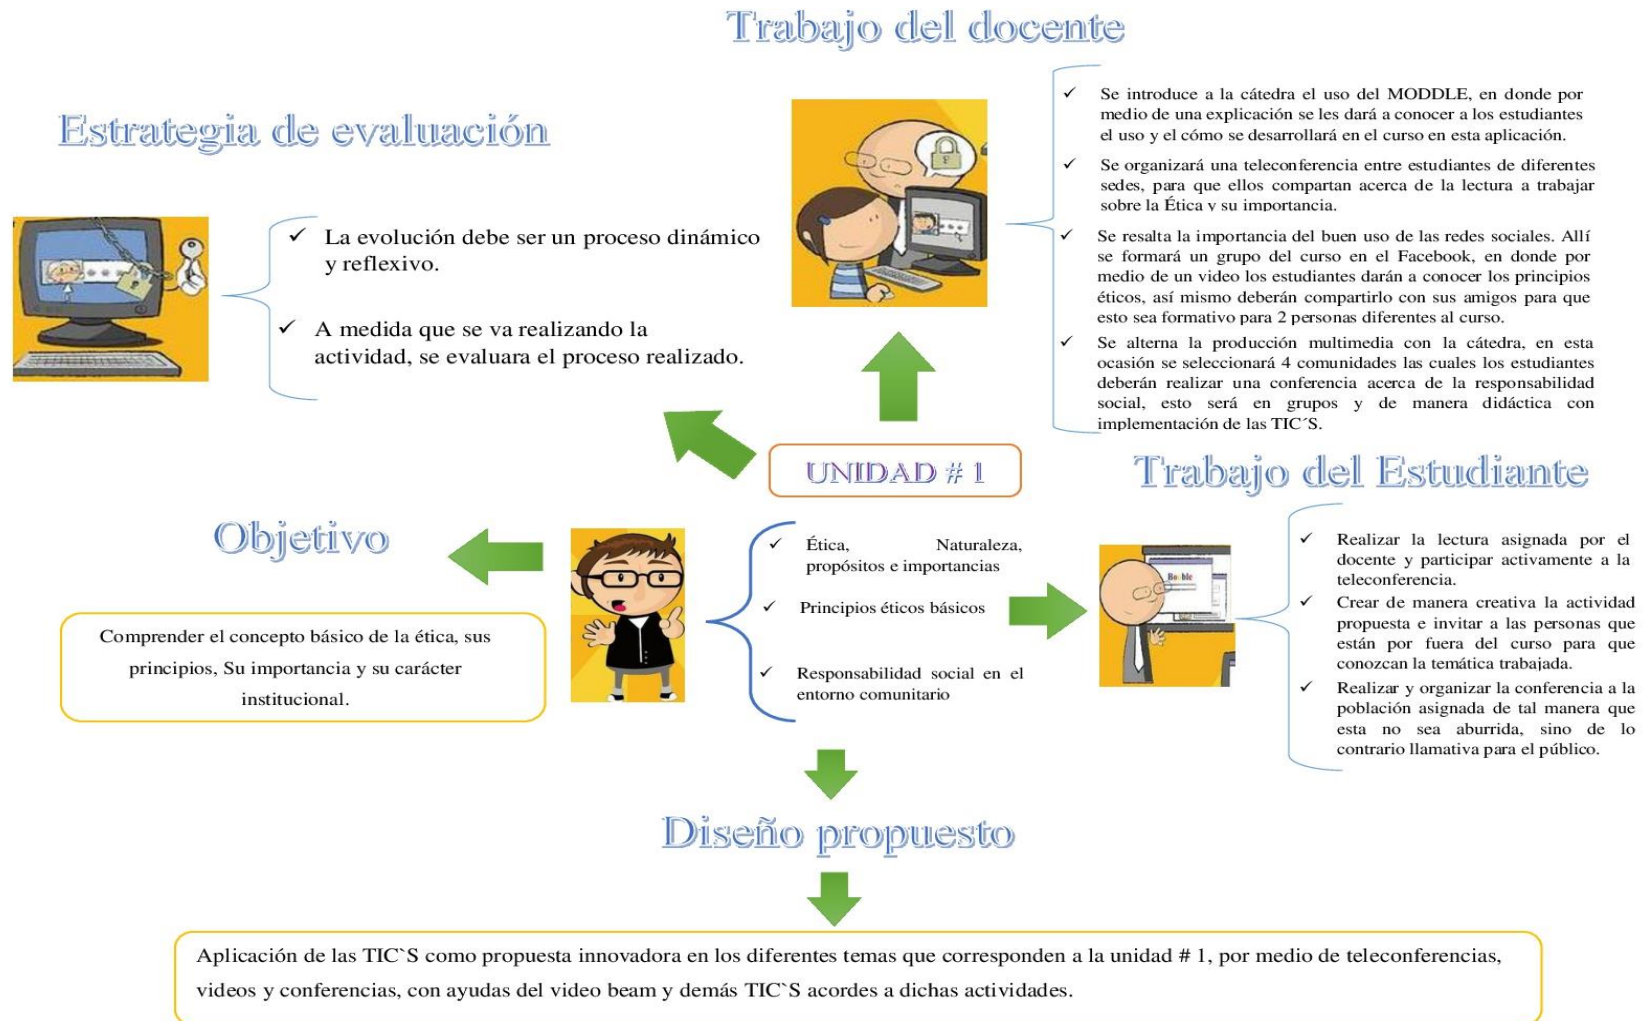 Trabajo del docente
✓ Se introduce a la cátedra el uso del MODDLE, en donde por
medio de una explicación se les dará a conocer a los estudiantes
el uso y el cómo se desarrollará en el curso en esta aplicación.
✓ Se organizará una teleconferencia entre estudiantes de diferentes
sedes, para que ellos compartan acerca de la lectura a trabajar
sobre la Ética y su importancia.
✓ Se resalta la importancia del buen uso de las redes sociales. Allí
se formará un grupo del curso en el Facebook, en donde por
medio de un video los estudiantes darán a conocer los principios
éticos, así mismo deberán compartirlo con sus amigos para que
esto sea formativo para 2 personas diferentes al curso.
✓ Se alterna la producción multimedia con la cátedra, en esta
ocasión se seleccionará 4 comunidades las cuales los estudiantes
deberán realizar una conferencia acerca de la responsabilidad
social, esto será en grupos y de manera didáctica con
implementación de las TIC´S.
Estrategia de evaluación
✓ La evolución debe ser un proceso dinámico
y reflexivo.
✓ A medida que se va realizando la
actividad, se evaluara el proceso realizado.
UNIDAD # 1
✓ Ética, Naturaleza,
propósitos e importancias
✓ Principios éticos básicos
✓ Responsabilidad social en el
entorno comunitario
Objetivo
Comprender el concepto básico de la ética, sus
principios, Su importancia y su carácter
institucional.
Trabajo del Estudiante
Beoble
✓ Realizar la lectura asignada por el
docente y participar activamente a la
teleconferencia.
✓ Crear de manera creativa la actividad
propuesta e invitar a las personas que
están por fuera del curso para que
conozcan la temática trabajada.
✓ Realizar y organizar la conferencia a la
población asignada de tal manera que
esta no sea aburrida, sino de lo
contrario llamativa para el público.
Diseño propuesto
Aplicación de las TIC`S como propuesta innovadora en los diferentes temas que corresponden a la unidad # 1, por medio de teleconferencias,
videos y conferencias, con ayudas del video beam y demás TIC`S acordes a dichas actividades.